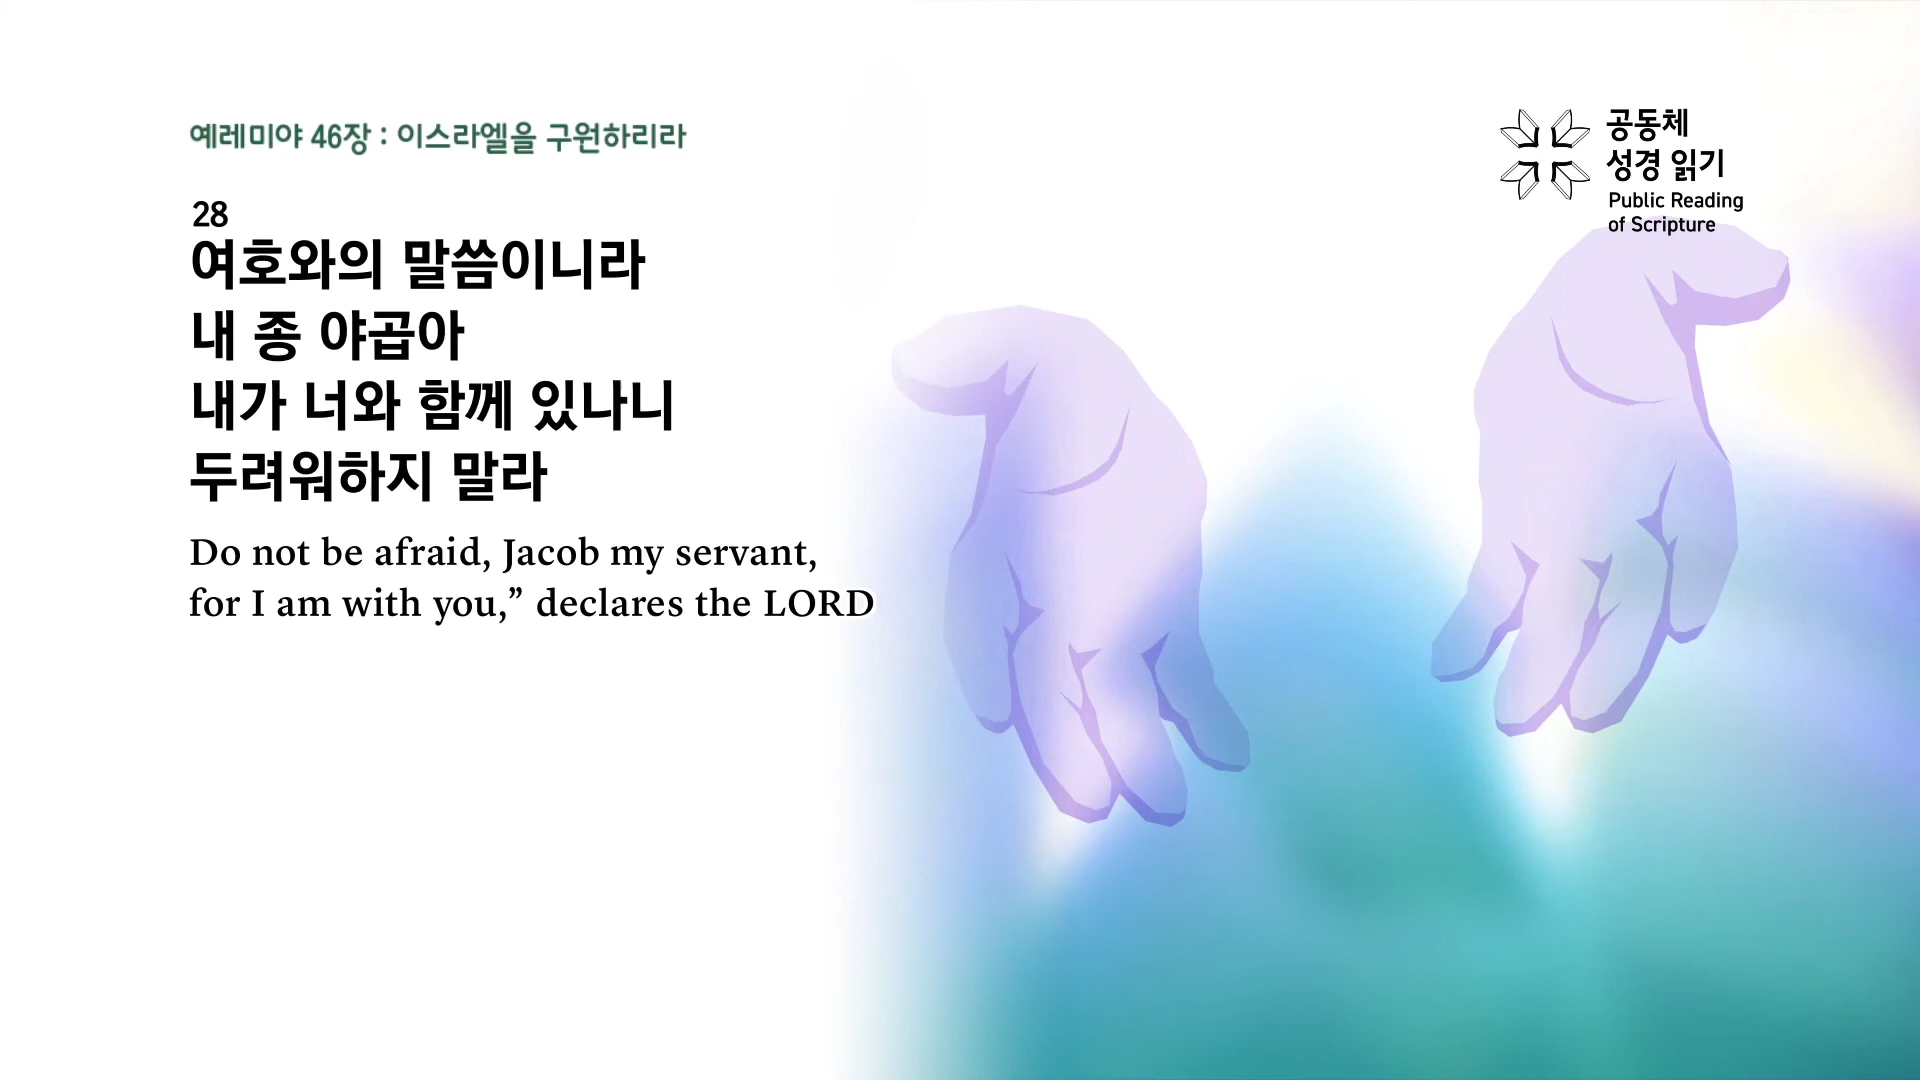 예레미야 46장 : 이스라엘을 구원하리라
28
여호와의 말씀이니라
내 종 야곱아
내가 너와 함께 있나니
두려워하지 말라
Do not be afraid, Jacob my servant,
for I am with you,” declares the LORD
공동체
성경 읽기
Public Reading
of Scripture